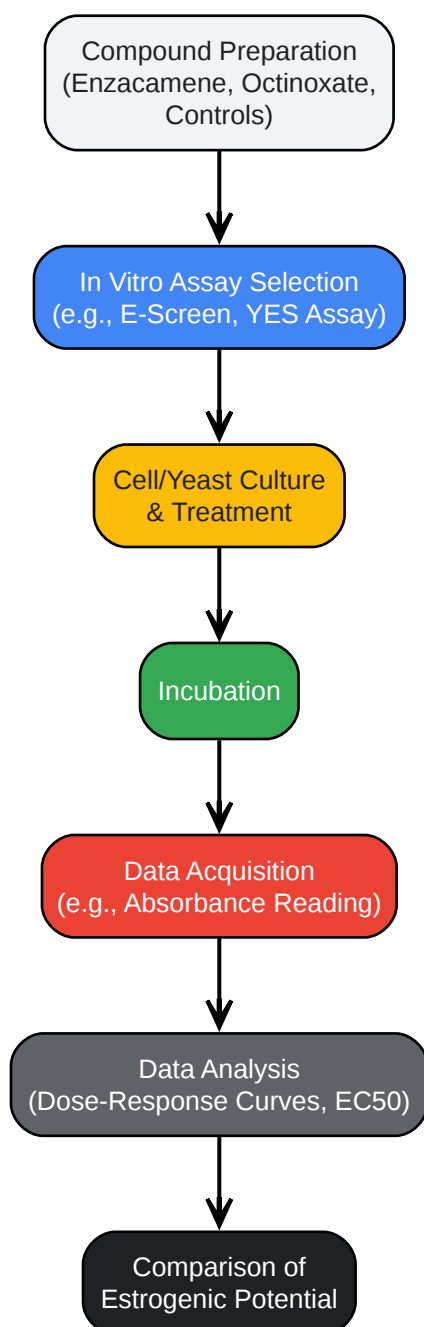 Compound Preparation
(Enzacamene, Octinoxate,
Controls)
In Vitro Assay Selection
(e.g., E-Screen, YES Assay)
Cell/Yeast Culture
& Treatment
Incubation
Data Acquisition
(e.g., Absorbance Reading)
Data Analysis
(Dose-Response Curves, EC50)
Comparison of
Estrogenic Potential